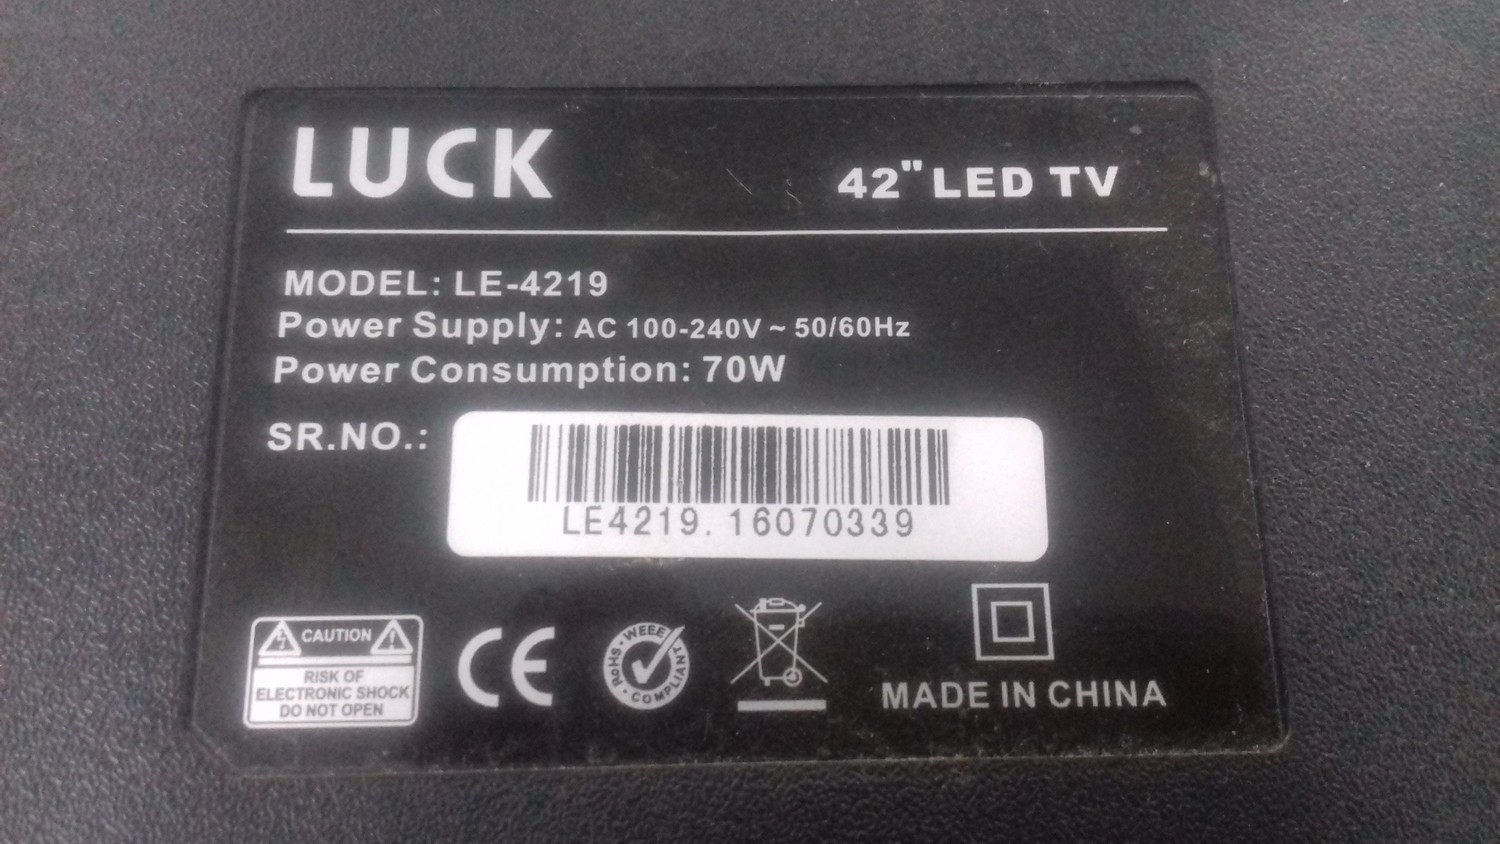 LUCK
42" LED TV
MODEL: LE-4219
Power Supply: AC 100-240V ~ 50/60Hz
Power Consumption: 70W
SR.NO.:
LE4219. 16070339
CAUTION
RISK OF
ELECTRONIC SHOCK
DO NOT OPEN
CE
RoHS • WEEE • COMPLIANT
MADE IN CHINA